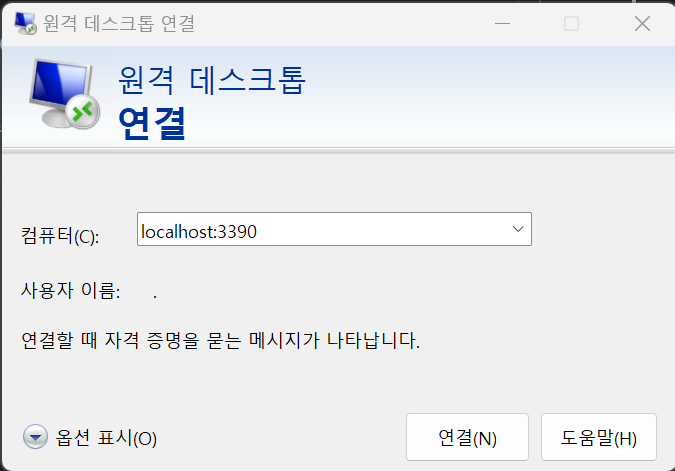 원격 데스크톱 연결
원격 데스크톱
연결
컴퓨터(C): localhost:3390
사용자 이름: .
연결할 때 자격 증명을 묻는 메시지가 나타납니다.
옵션 표시(O) 연결(N) 도움말(H)